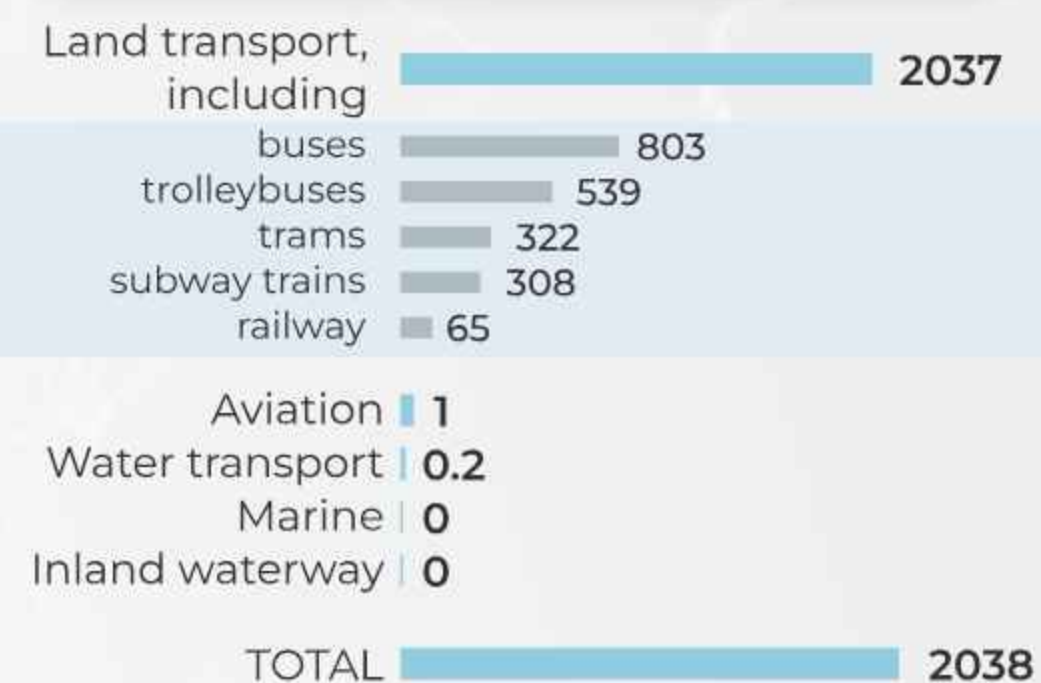 Land transport,
including 2037
buses 803
trolleybuses 539
trams 322
subway trains 308
railway 65
Aviation 1
Water transport 0.2
Marine 0
Inland waterway 0
TOTAL 2038